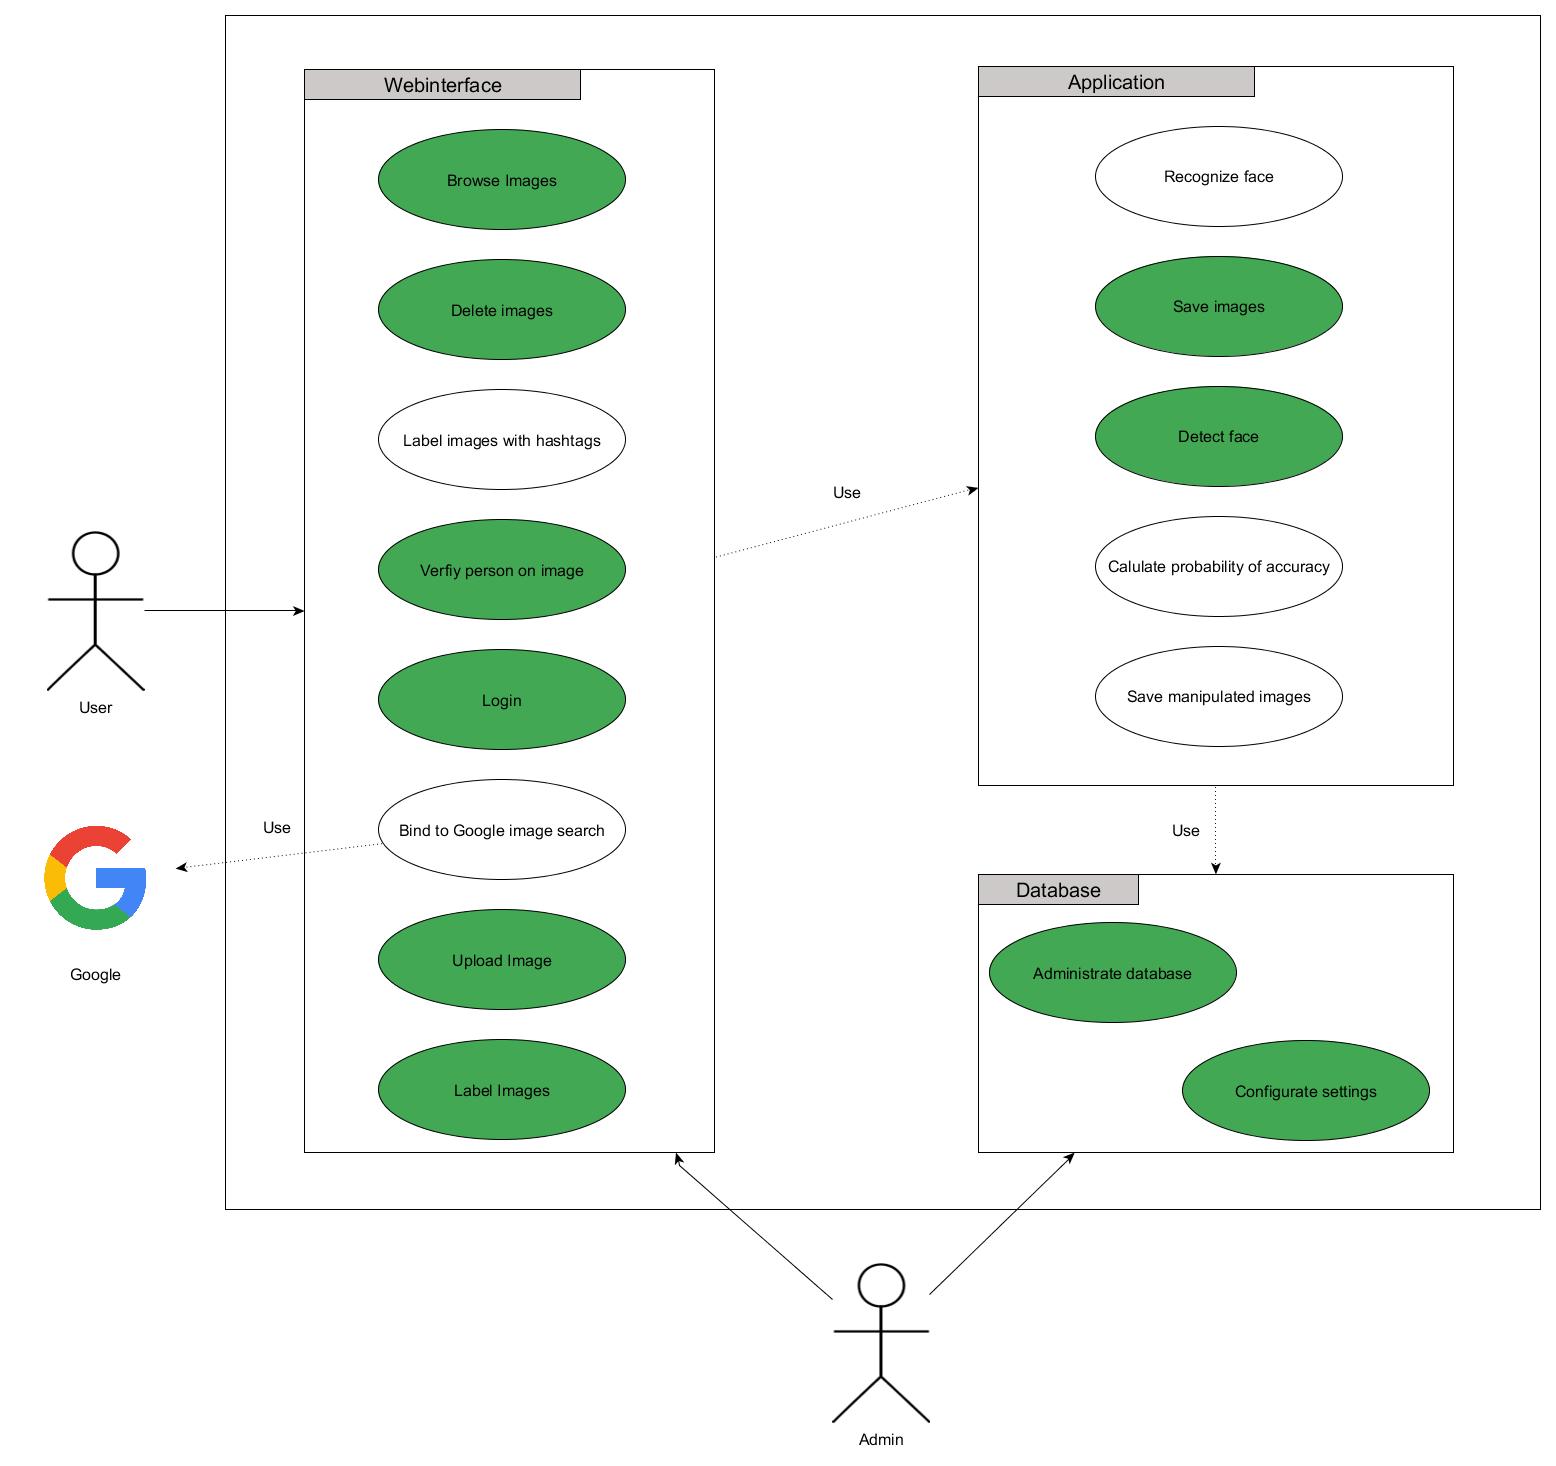 Webinterface
Browse Images
Delete images
Label images with hashtags
Verfiy person on image
Login
Bind to Google image search
Upload Image
Label Images
Application
Recognize face
Save images
Detect face
Calulate probability of accuracy
Save manipulated images
Database
Administrate database
Configurate settings
Use
Use
Use
User
Google
Admin